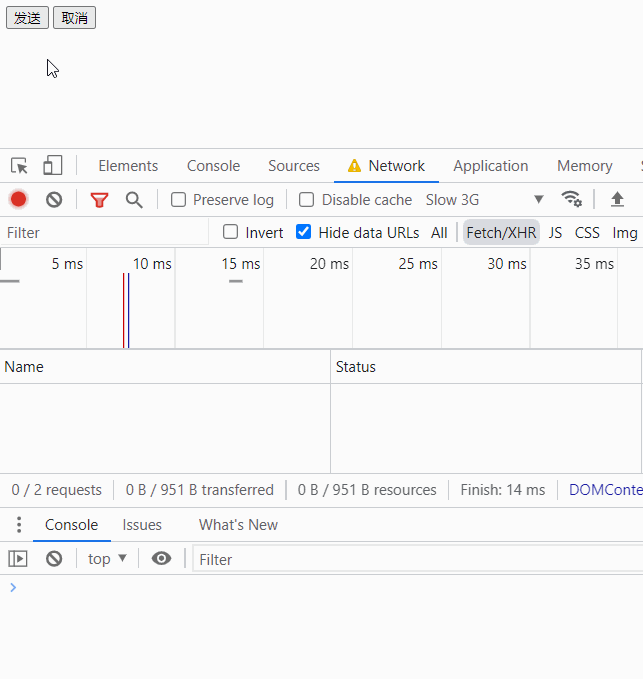 发送 取消
Elements Console Sources Network Application Memory
Preserve log Disable cache Slow 3G
Filter Invert Hide data URLs All Fetch/XHR JS CSS Img
5 ms 10 ms 15 ms 20 ms 25 ms 30 ms 35 ms
Name Status
0 / 2 requests 0 B / 951 B transferred 0 B / 951 B resources Finish: 14 ms DOMConte
Console Issues What's New
top Filter